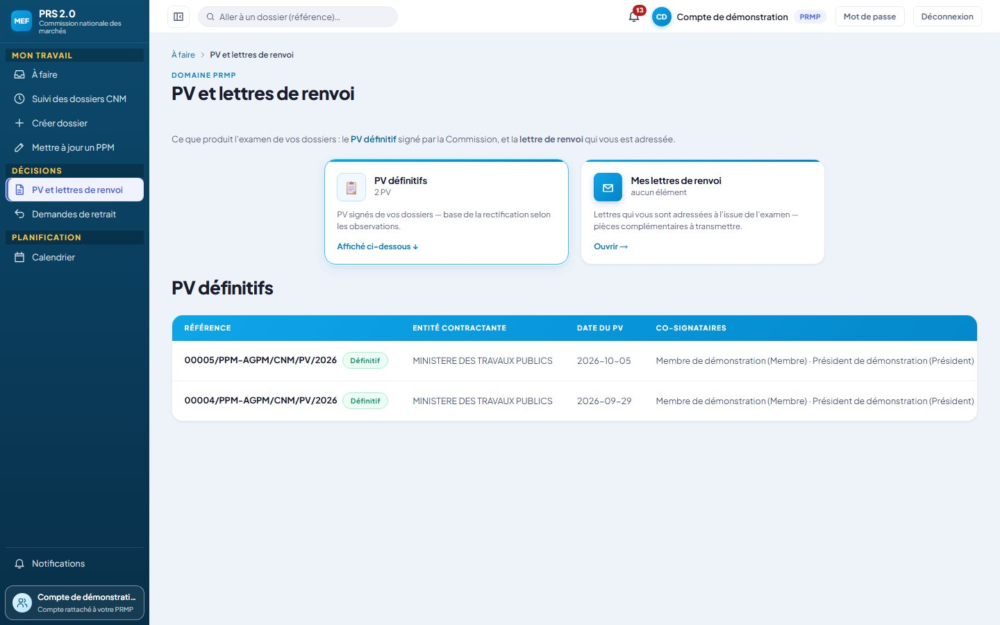 MEF
PRS 2.0
Commission nationale des
marchés
MON TRAVAIL
À faire
Suivi des dossiers CNM
Créer dossier
Mettre à jour un PPM
DÉCISIONS
PV et lettres de renvoi
Demandes de retrait
PLANIFICATION
Calendrier
Notifications
Compte de démonstrati...
Compte rattaché à votre PRMP
Aller à un dossier (référence)...
13
CD
Compte de démonstration
PRMP
Mot de passe
Déconnexion
À faire > PV et lettres de renvoi
DOMAINE PRMP
PV et lettres de renvoi
Ce que produit l'examen de vos dossiers : le PV définitif signé par la Commission, et la lettre de renvoi qui vous est adressée.
PV définitifs
2 PV
PV signés de vos dossiers — base de la rectification selon
les observations.
Affiché ci-dessous ↓
Mes lettres de renvoi
aucun élément
Lettres qui vous sont adressées à l'issue de l'examen —
pièces complémentaires à transmettre.
Ouvrir →
PV définitifs
RÉFÉRENCE ENTITÉ CONTRACTANTE DATE DU PV CO-SIGNATAIRES
00005/PPM-AGPM/CNM/PV/2026 Définitif MINISTERE DES TRAVAUX PUBLICS 2026-10-05 Membre de démonstration (Membre) · Président de démonstration (Président)
00004/PPM-AGPM/CNM/PV/2026 Définitif MINISTERE DES TRAVAUX PUBLICS 2026-09-29 Membre de démonstration (Membre) · Président de démonstration (Président)